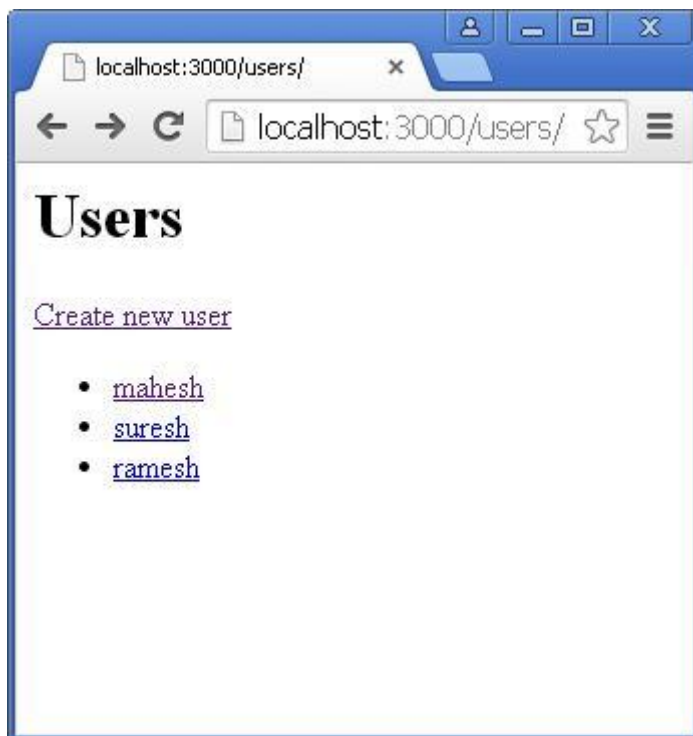 localhost:3000/users/
localhost:3000/users/
Users
Create new user
mahesh
suresh
ramesh